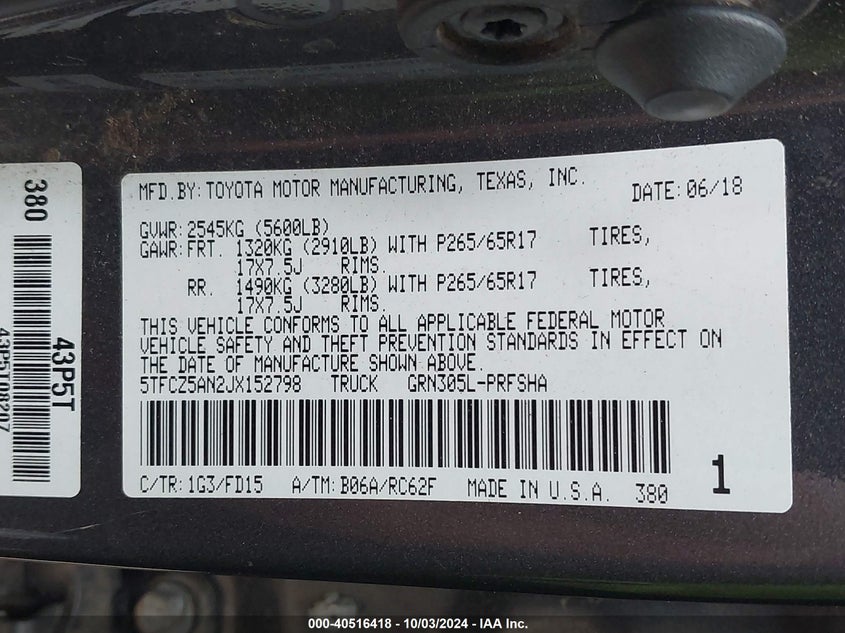 MFD.BY:TOYOTA MOTOR MANUFACTURING, TEXAS, INC. DATE:06/18
GVWR:2545KG (5600LB)
GAWR:FRT. 1320KG (2910LB) WITH P265/65R17 TIRES,
17X7.5J RIMS.
RR. 1490KG (3280LB) WITH P265/65R17 TIRES,
17X7.5J RIMS.
THIS VEHICLE CONFORMS TO ALL APPLICABLE FEDERAL MOTOR
VEHICLE SAFETY AND THEFT PREVENTION STANDARDS IN EFFECT ON
THE DATE OF MANUFACTURE SHOWN ABOVE.
5TFCZ5AN2JX152798 TRUCK GRN305L-PRFSHA
C/TR:1G3/FD15 A/TM:B06A/RC62F MADE IN U.S.A. 380
1
380
43P5T
43P5T08207
000-40516418 - 10/03/2024 - IAA Inc.